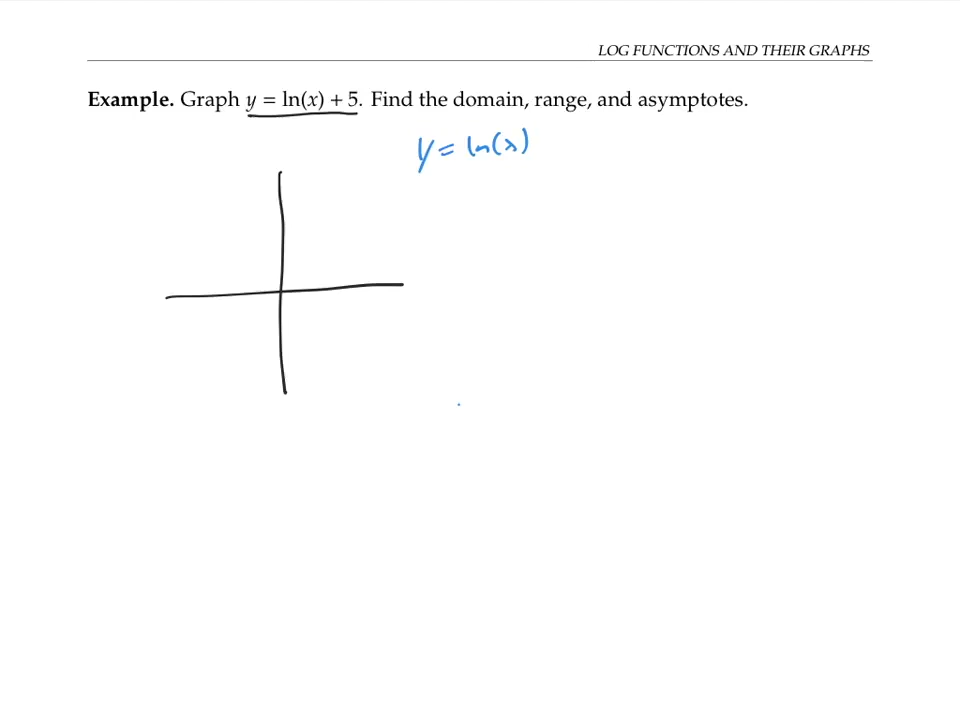 LOG FUNCTIONS AND THEIR GRAPHS
Example. Graph y = ln(x) + 5. Find the domain, range, and asymptotes.
y = ln(x)